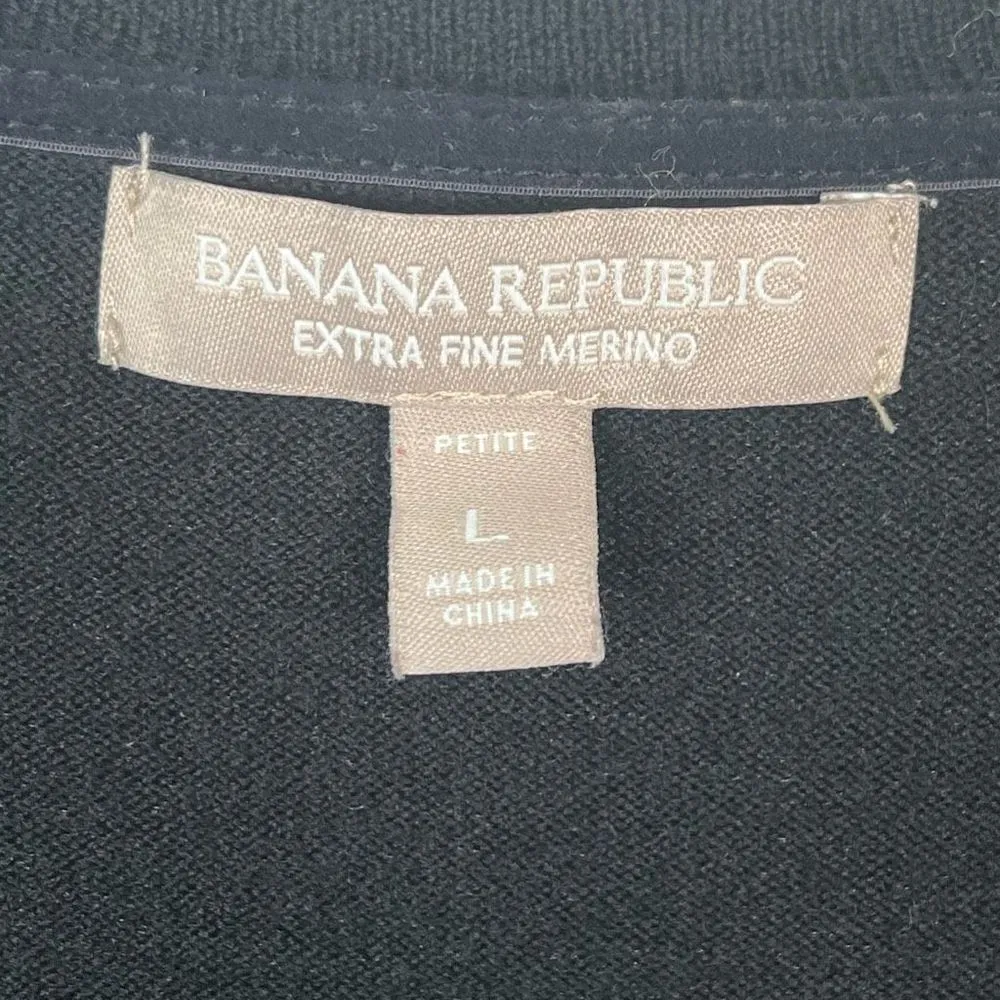 BANANA REPUBLIC
EXTRA FINE MERINO
PETITE
L
MADE IN
CHINA